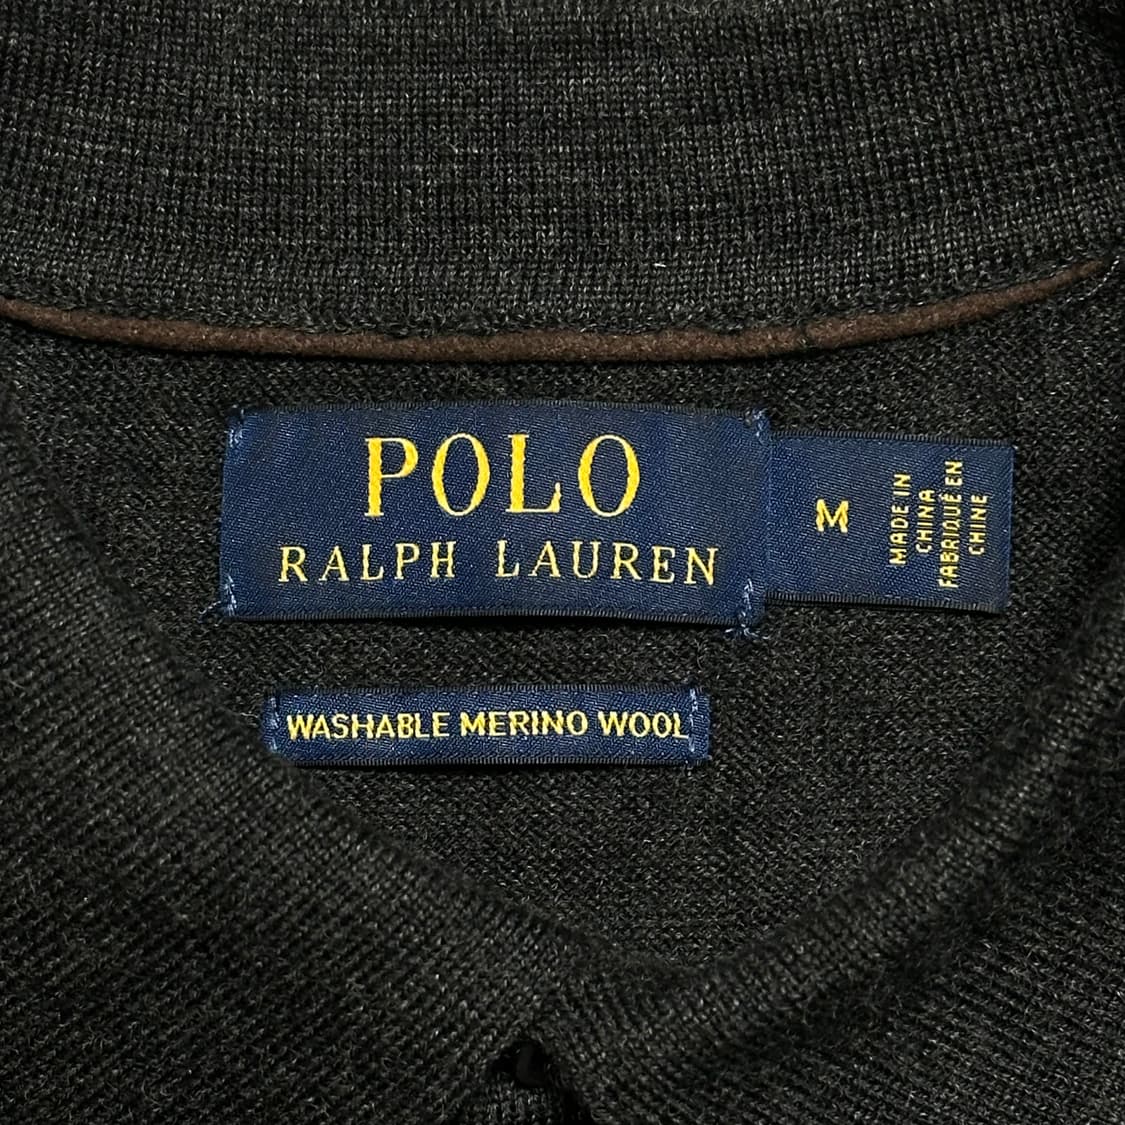 POLO
RALPH LAUREN
M
MADE IN
CHINA
FABRIQUÉ EN
CHINE
WASHABLE MERINO WOOL